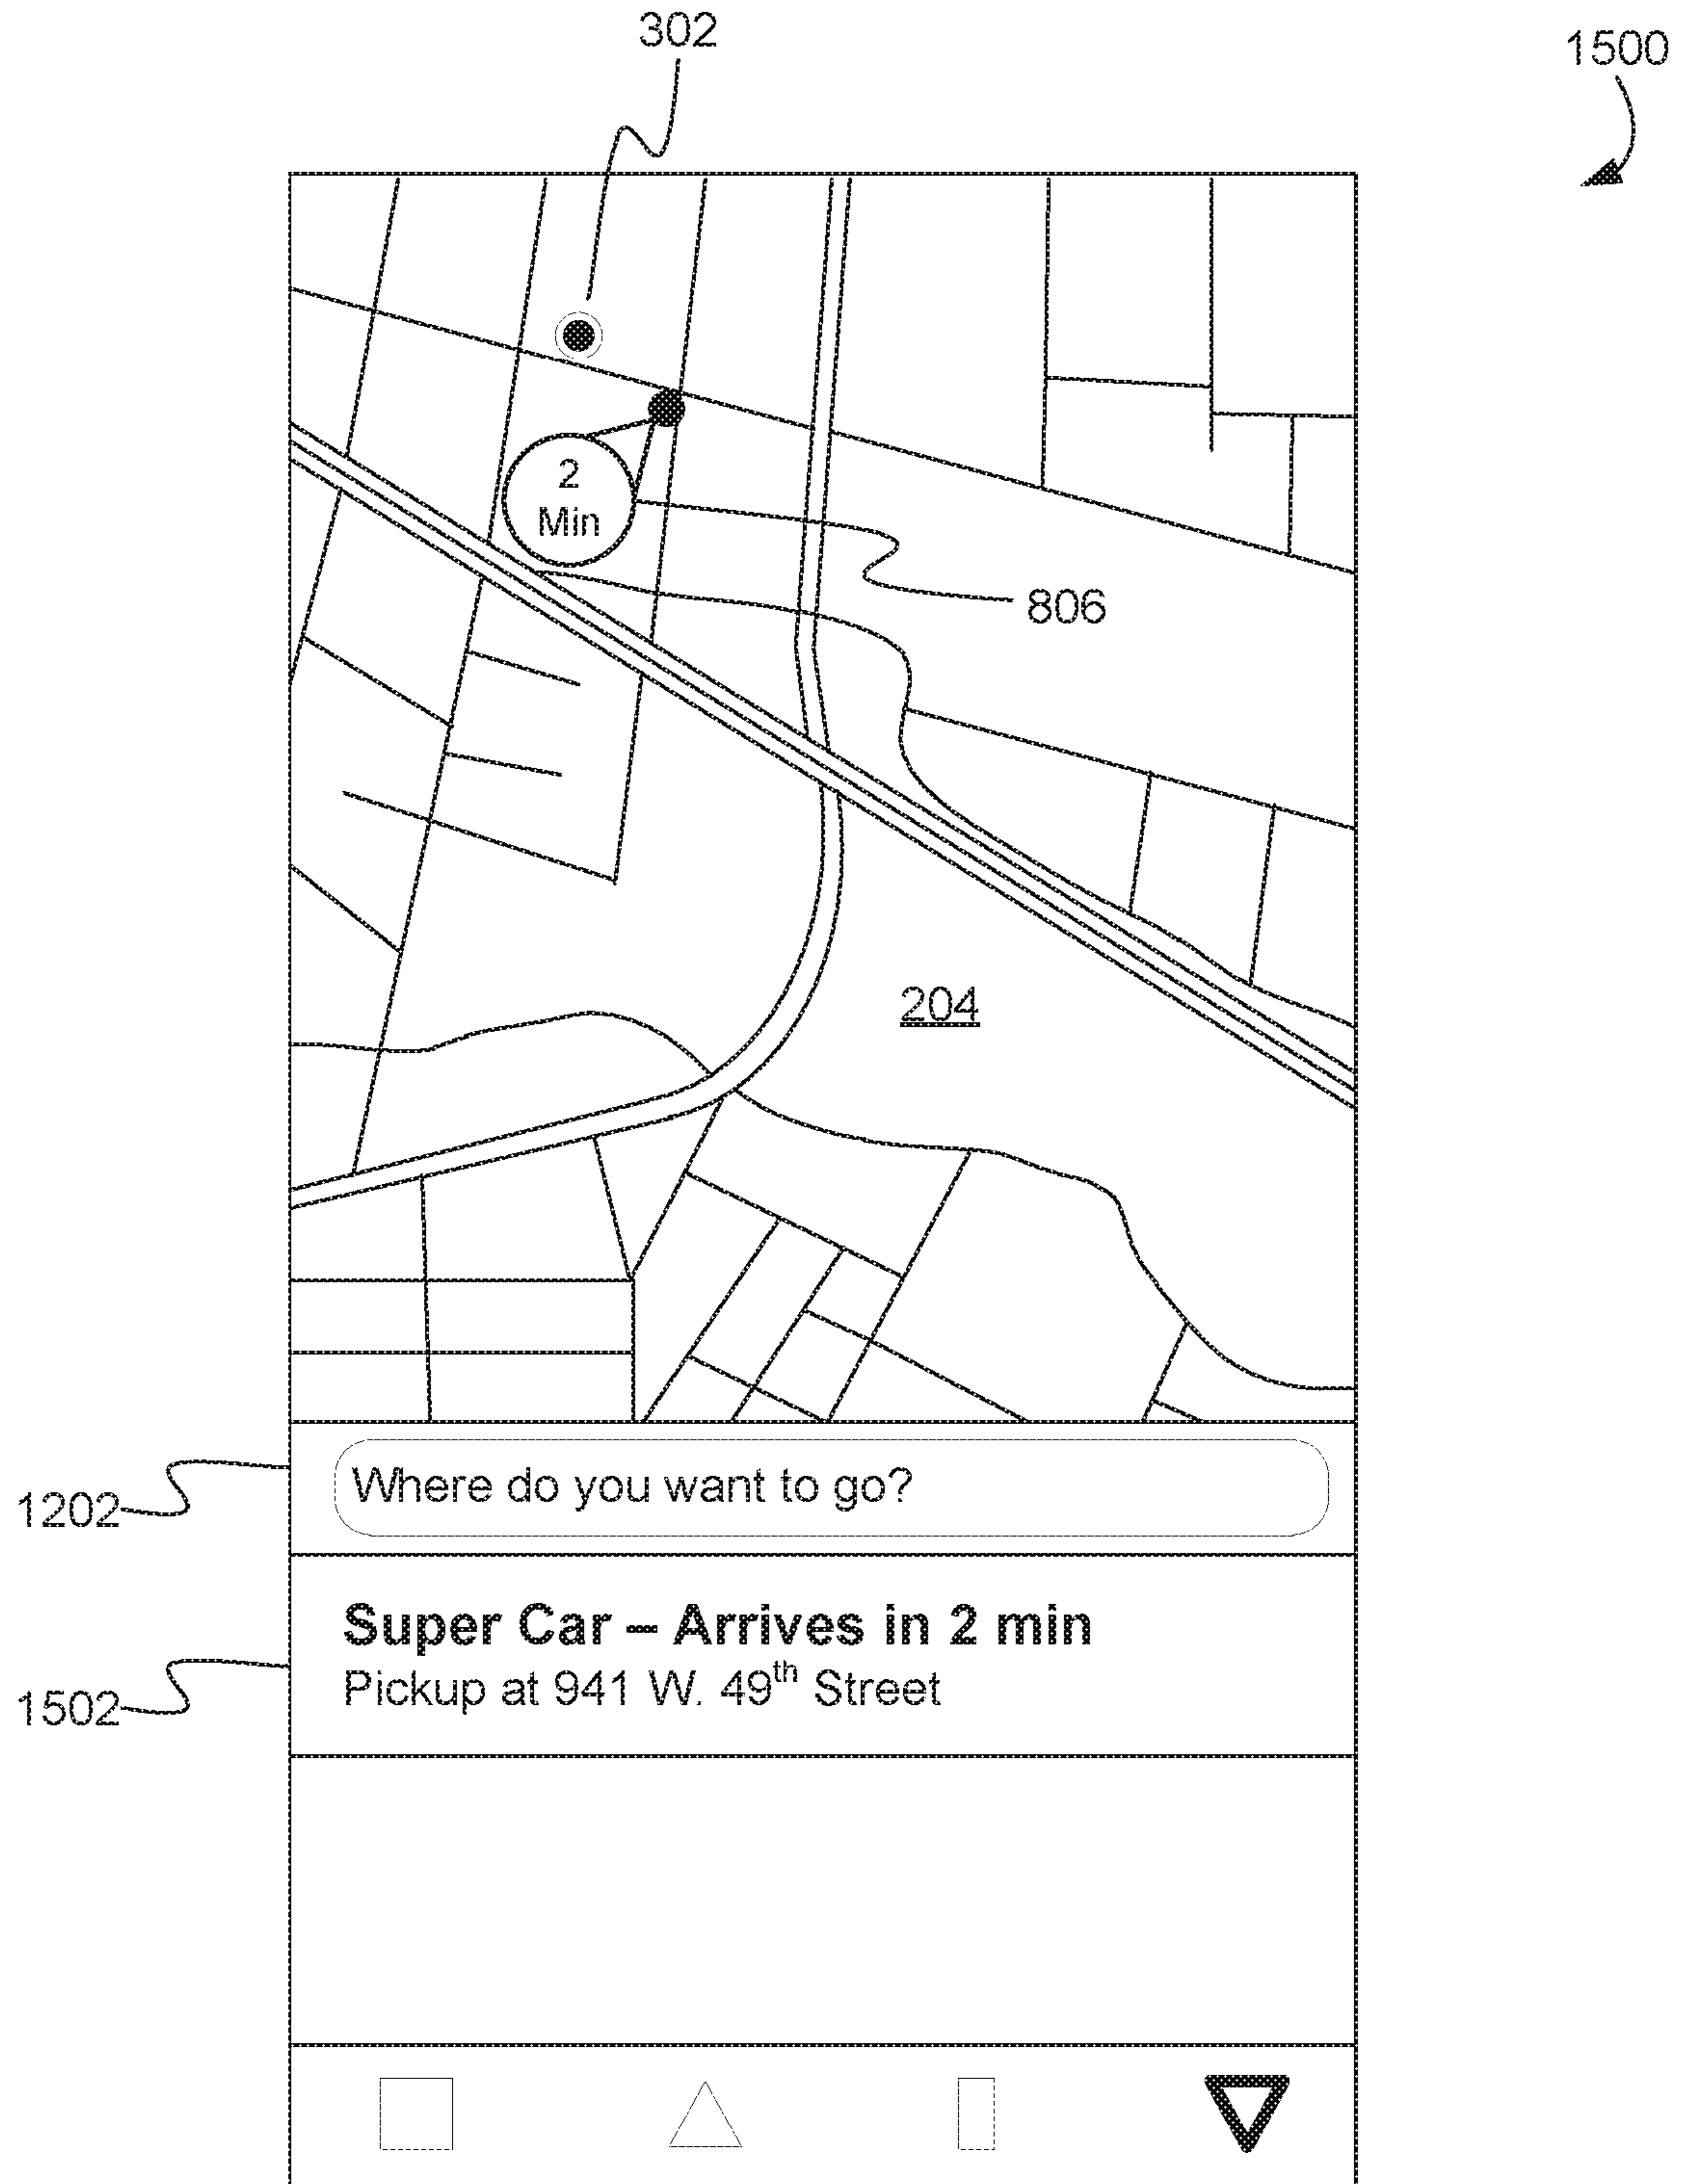 302
1500
2
Min
806
204
Where do you want to go?
1202
Super Car – Arrives in 2 min
Pickup at 941 W. 49th Street
1502